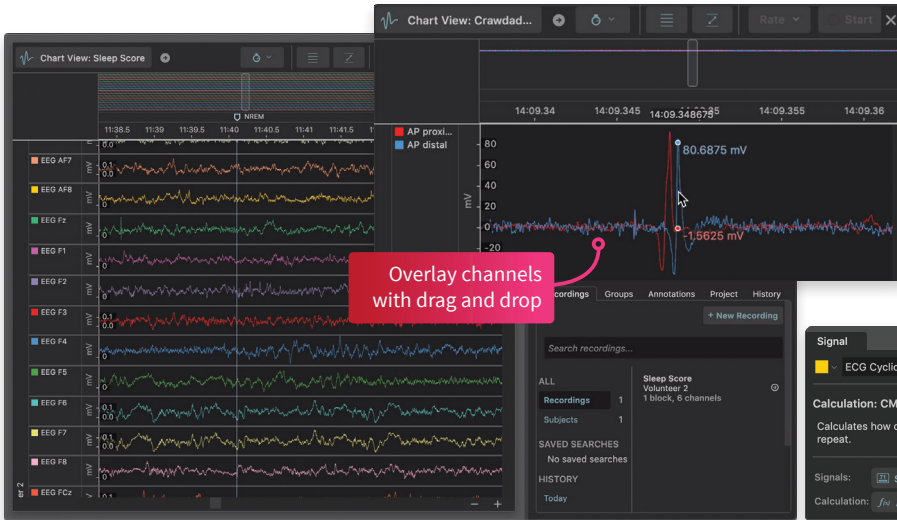 Chart View: Crawdad...
Rate
Start
14:09.34
14:09.345
14:09.348675
14:09.355
14:09.36
AP proxi...
AP distal
mV
80
60
40
20
0
-20
80.6875 mV
-1.5625 mV
Chart View: Sleep Score
NREM
11:38.5
11:39
11:39.5
11:40
11:40.5
11:41
11:41.5
EEG AF7
EEG AF8
EEG Fz
EEG F1
EEG F2
EEG F3
EEG F4
EEG F5
EEG F6
EEG F7
EEG F8
EEG FCz
Overlay channels
with drag and drop
Groups
Annotations
Project
History
+ New Recording
Search recordings...
ALL
Recordings 1
Subjects 1
SAVED SEARCHES
No saved searches
HISTORY
Today
Sleep Score
Volunteer 2
1 block, 6 channels
Signal
ECG Cyclic
Calculation: CM
Calculates how
repeat.
Signals:
Calculation: